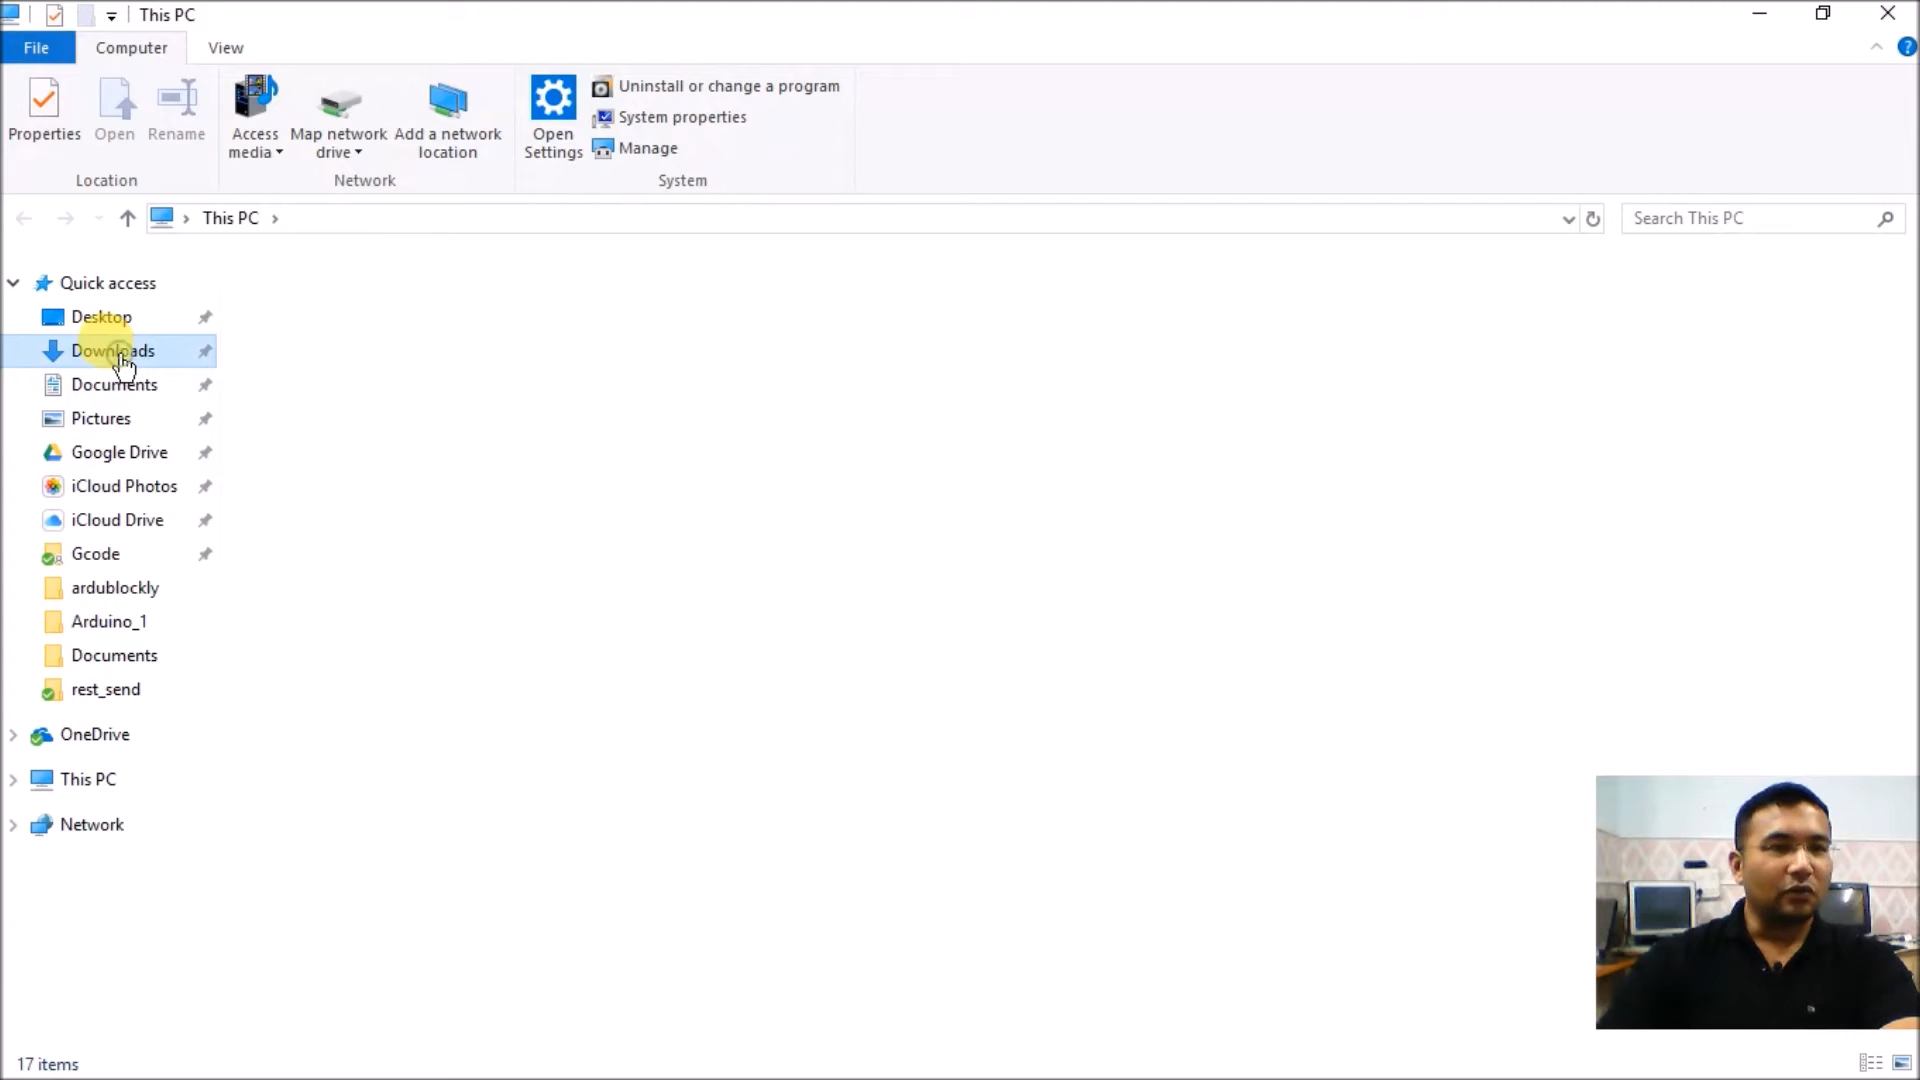 This PC
File
Computer
View
Properties
Open
Rename
Access media
Map network drive
Add a network location
Open Settings
Uninstall or change a program
System properties
Manage
Location
Network
System
This PC
Search This PC
Quick access
Desktop
Downloads
Documents
Pictures
Google Drive
iCloud Photos
iCloud Drive
Gcode
ardublockly
Arduino_1
Documents
rest_send
OneDrive
This PC
Network
17 items